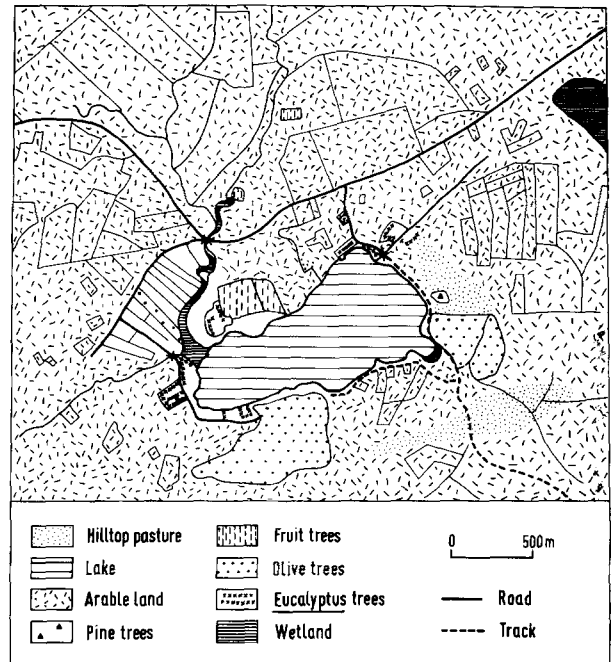 Hilltop pasture
Lake
Arable land
Pine trees
Fruit trees
Olive trees
Eucalyptus trees
Wetland
0 500m
Road
Track